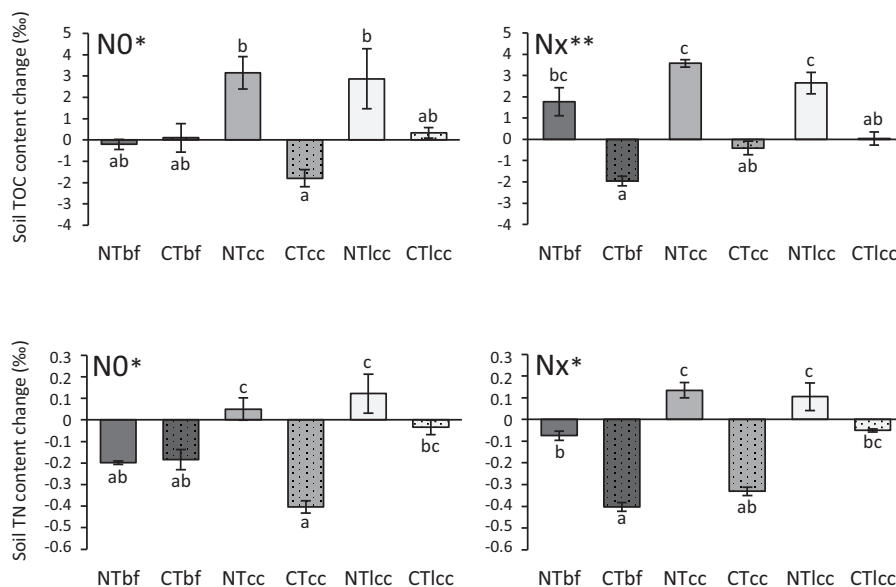 Soil TOC content change (‰)
5
4
3
2
1
0
-1
-2
-3
-4
N0*
ab
ab
b
a
b
ab
NTbf CTbf NTcc CTcc NTlcc CTlcc
5
4
3
2
1
0
-1
-2
-3
-4
Nx**
bc
a
c
ab
c
ab
NTbf CTbf NTcc CTcc NTlcc CTlcc
Soil TN content change (‰)
0.3
0.2
0.1
0
-0.1
-0.2
-0.3
-0.4
-0.5
-0.6
N0*
ab
ab
c
a
c
bc
NTbf CTbf NTcc CTcc NTlcc CTlcc
0.3
0.2
0.1
0
-0.1
-0.2
-0.3
-0.4
-0.5
-0.6
Nx*
b
a
c
ab
c
bc
NTbf CTbf NTcc CTcc NTlcc CTlcc